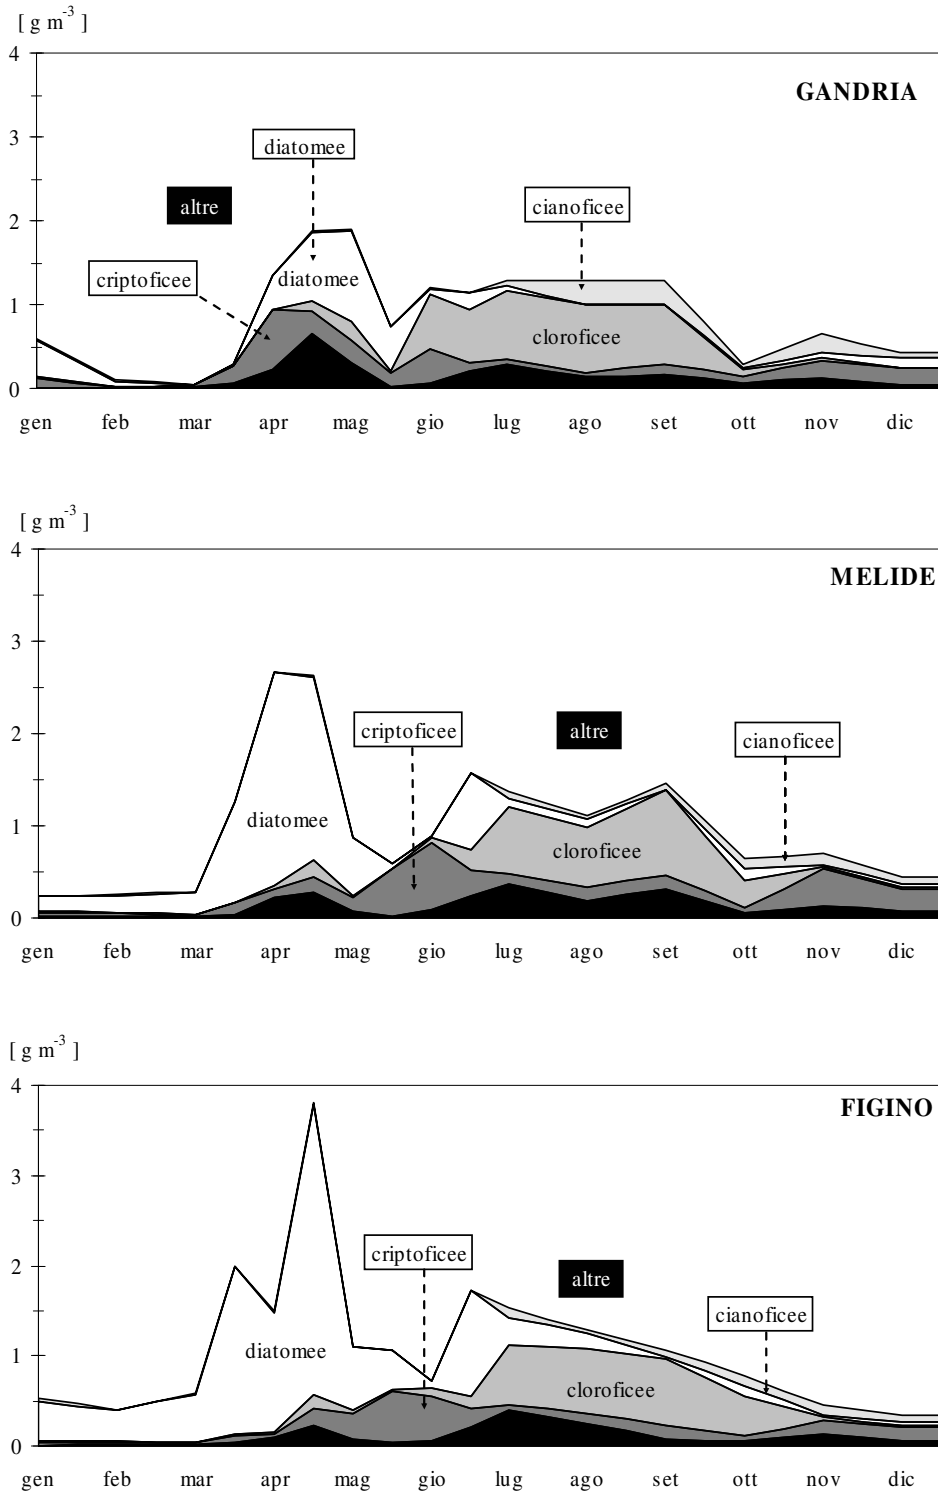 [ g m-3 ]
4
GANDRIA
3
diatomee
altre
cianoficee
2
criptoficee
diatomee
1
cloroficee
0
gen feb mar apr mag gio lug ago set ott nov dic
[ g m-3 ]
4
MELIDE
3
2
criptoficee
altre
cianoficee
diatomee
1
cloroficee
0
gen feb mar apr mag gio lug ago set ott nov dic
[ g m-3 ]
4
FIGINO
3
2
criptoficee
altre
cianoficee
diatomee
1
cloroficee
0
gen feb mar apr mag gio lug ago set ott nov dic